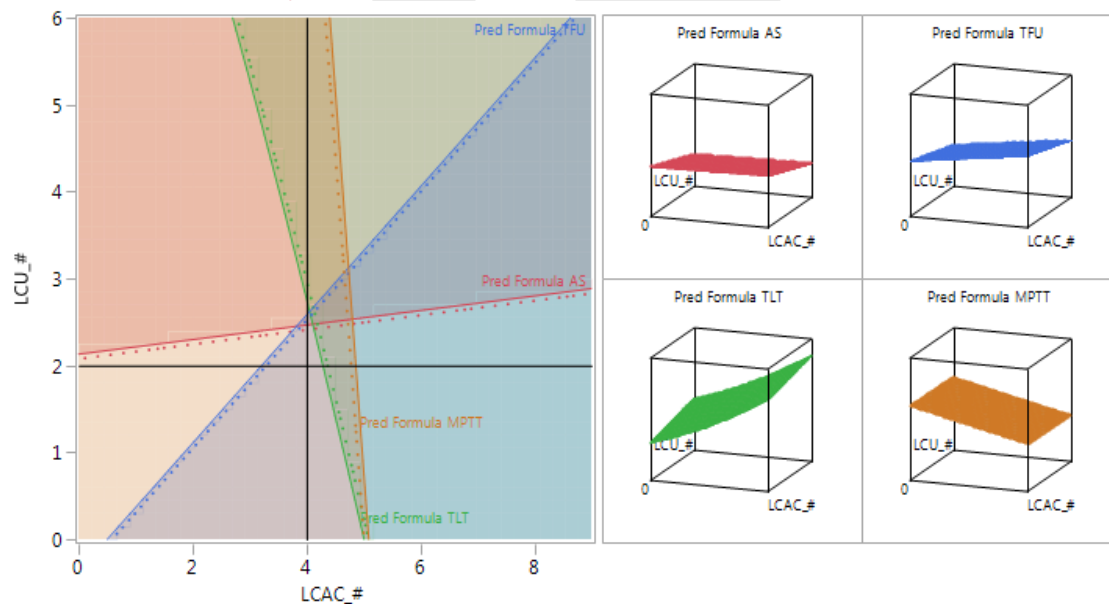 6
5
4
3
2
1
0
LCU_#
Pred Formula TFU
Pred Formula AS
Pred Formula MPTT
Pred Formula TLT
0
2
4
6
8
LCAC_#
Pred Formula AS
LCU_#
0
LCAC_#
Pred Formula TFU
LCU_#
0
LCAC_#
Pred Formula TLT
LCU_#
0
LCAC_#
Pred Formula MPTT
LCU_#
0
LCAC_#